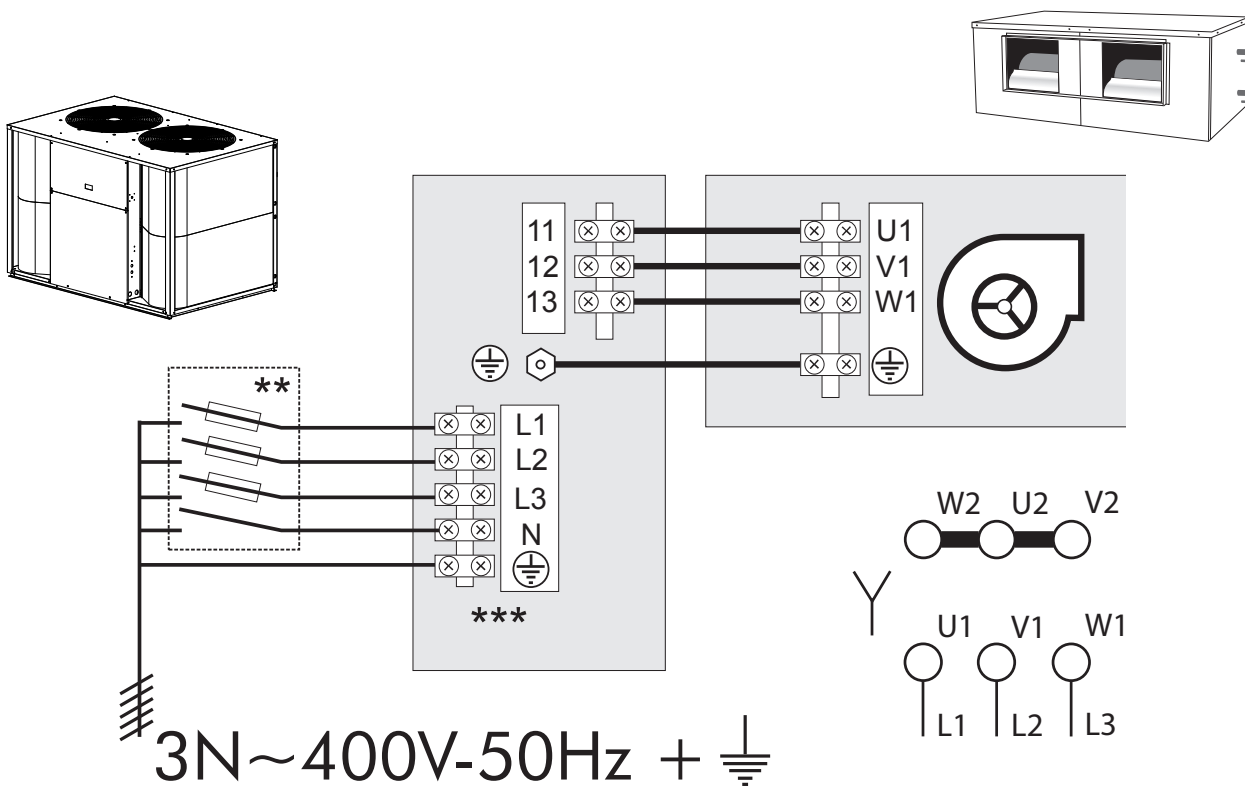 11
12
13
U1
V1
W1
**
L1
L2
L3
N
***
W2 U2 V2
U1 V1 W1
L1 L2 L3
3N~400V-50Hz +